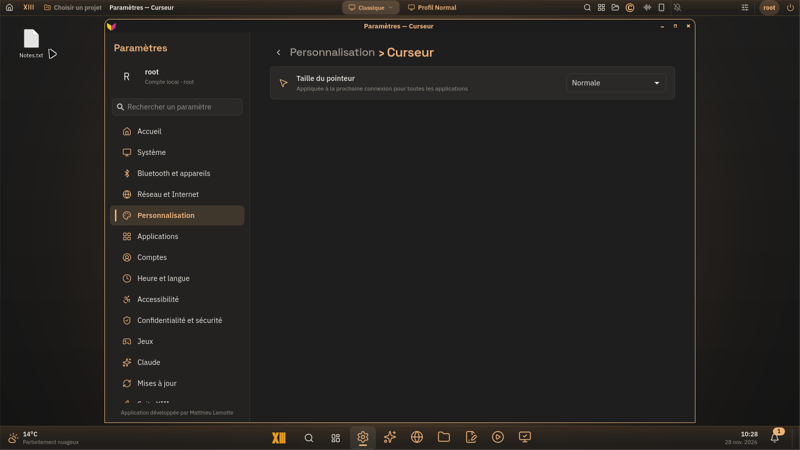 XIII
Choisir un projet
Paramètres — Curseur
Classique
Profil Normal
root
Notes.txt
Paramètres — Curseur
Paramètres
R
root
Compte local · root
Rechercher un paramètre
Accueil
Système
Bluetooth et appareils
Réseau et Internet
Personnalisation
Applications
Comptes
Heure et langue
Accessibilité
Confidentialité et sécurité
Jeux
Claude
Mises à jour
Application développée par Matthieu Lamotte
Personnalisation > Curseur
Taille du pointeur
Appliquée à la prochaine connexion pour toutes les applications
Normale
14°C
Partiellement nuageux
XIII
10:28
28 nov. 2026
1